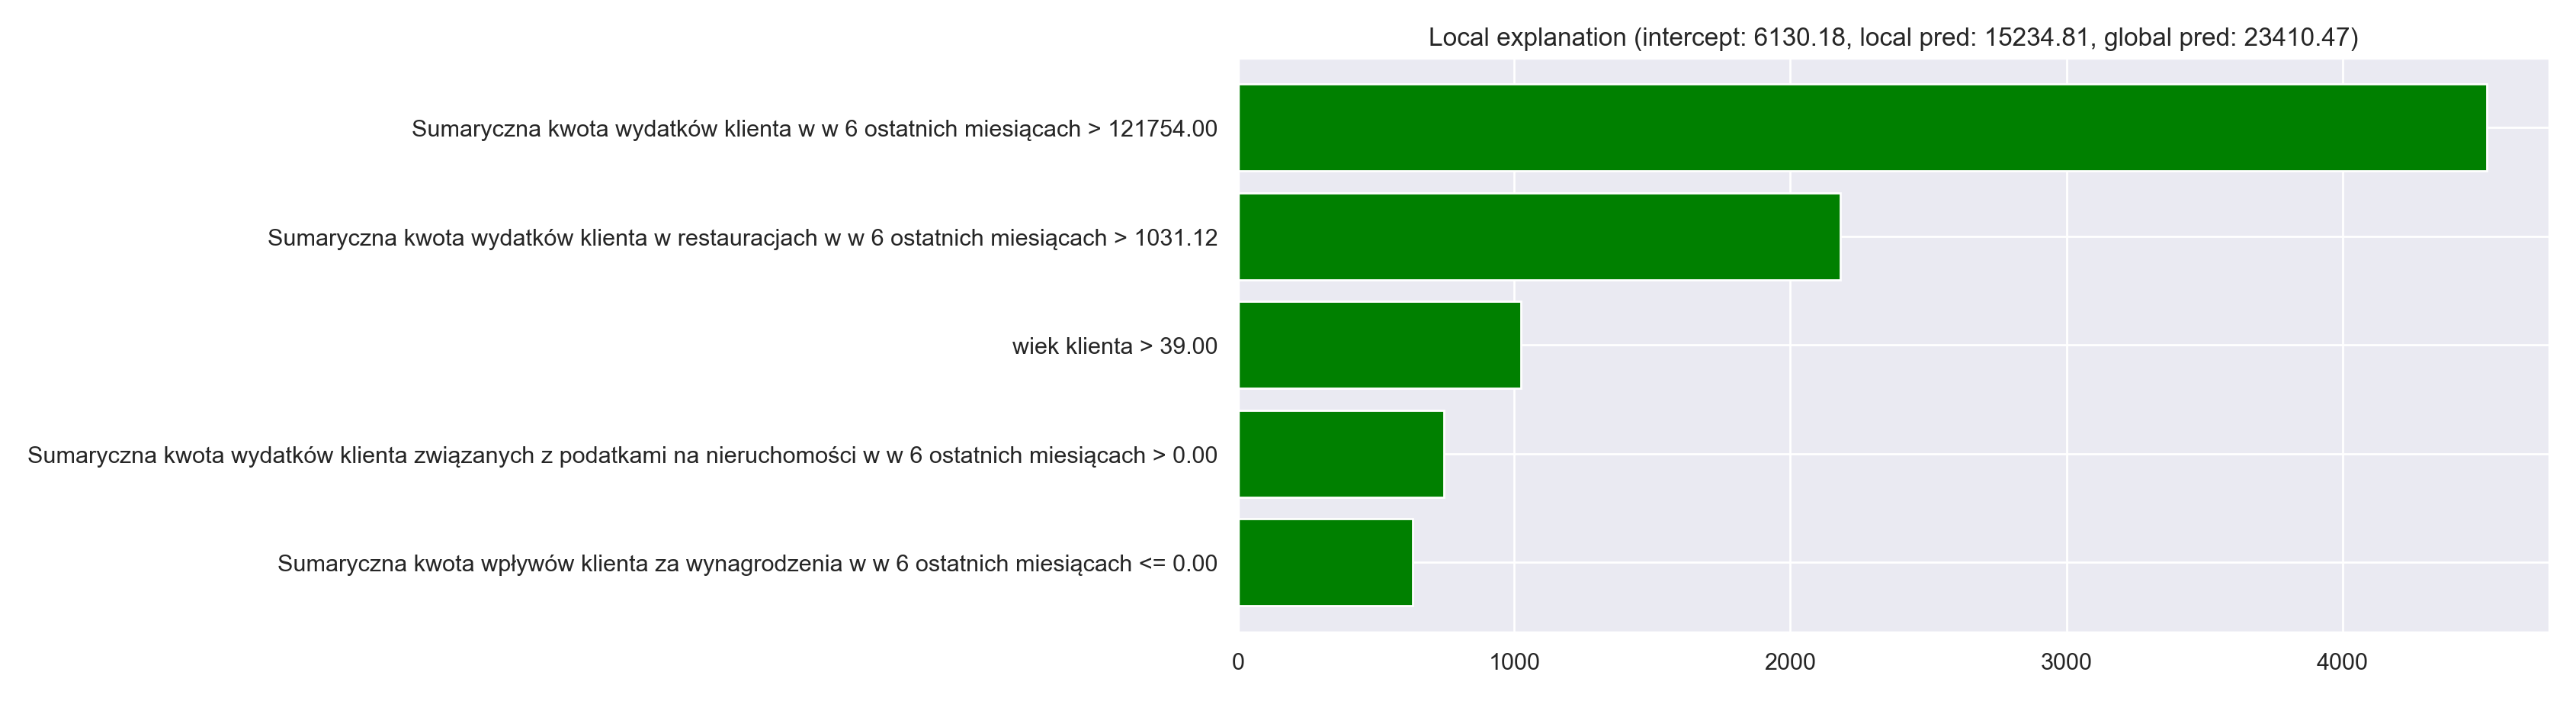 Local explanation (intercept: 6130.18, local pred: 15234.81, global pred: 23410.47)
Sumaryczna kwota wydatków klienta w w 6 ostatnich miesiącach > 121754.00
Sumaryczna kwota wydatków klienta w restauracjach w w 6 ostatnich miesiącach > 1031.12
wiek klienta > 39.00
Sumaryczna kwota wydatków klienta związanych z podatkami na nieruchomości w w 6 ostatnich miesiącach > 0.00
Sumaryczna kwota wpływów klienta za wynagrodzenia w w 6 ostatnich miesiącach <= 0.00
0 1000 2000 3000 4000